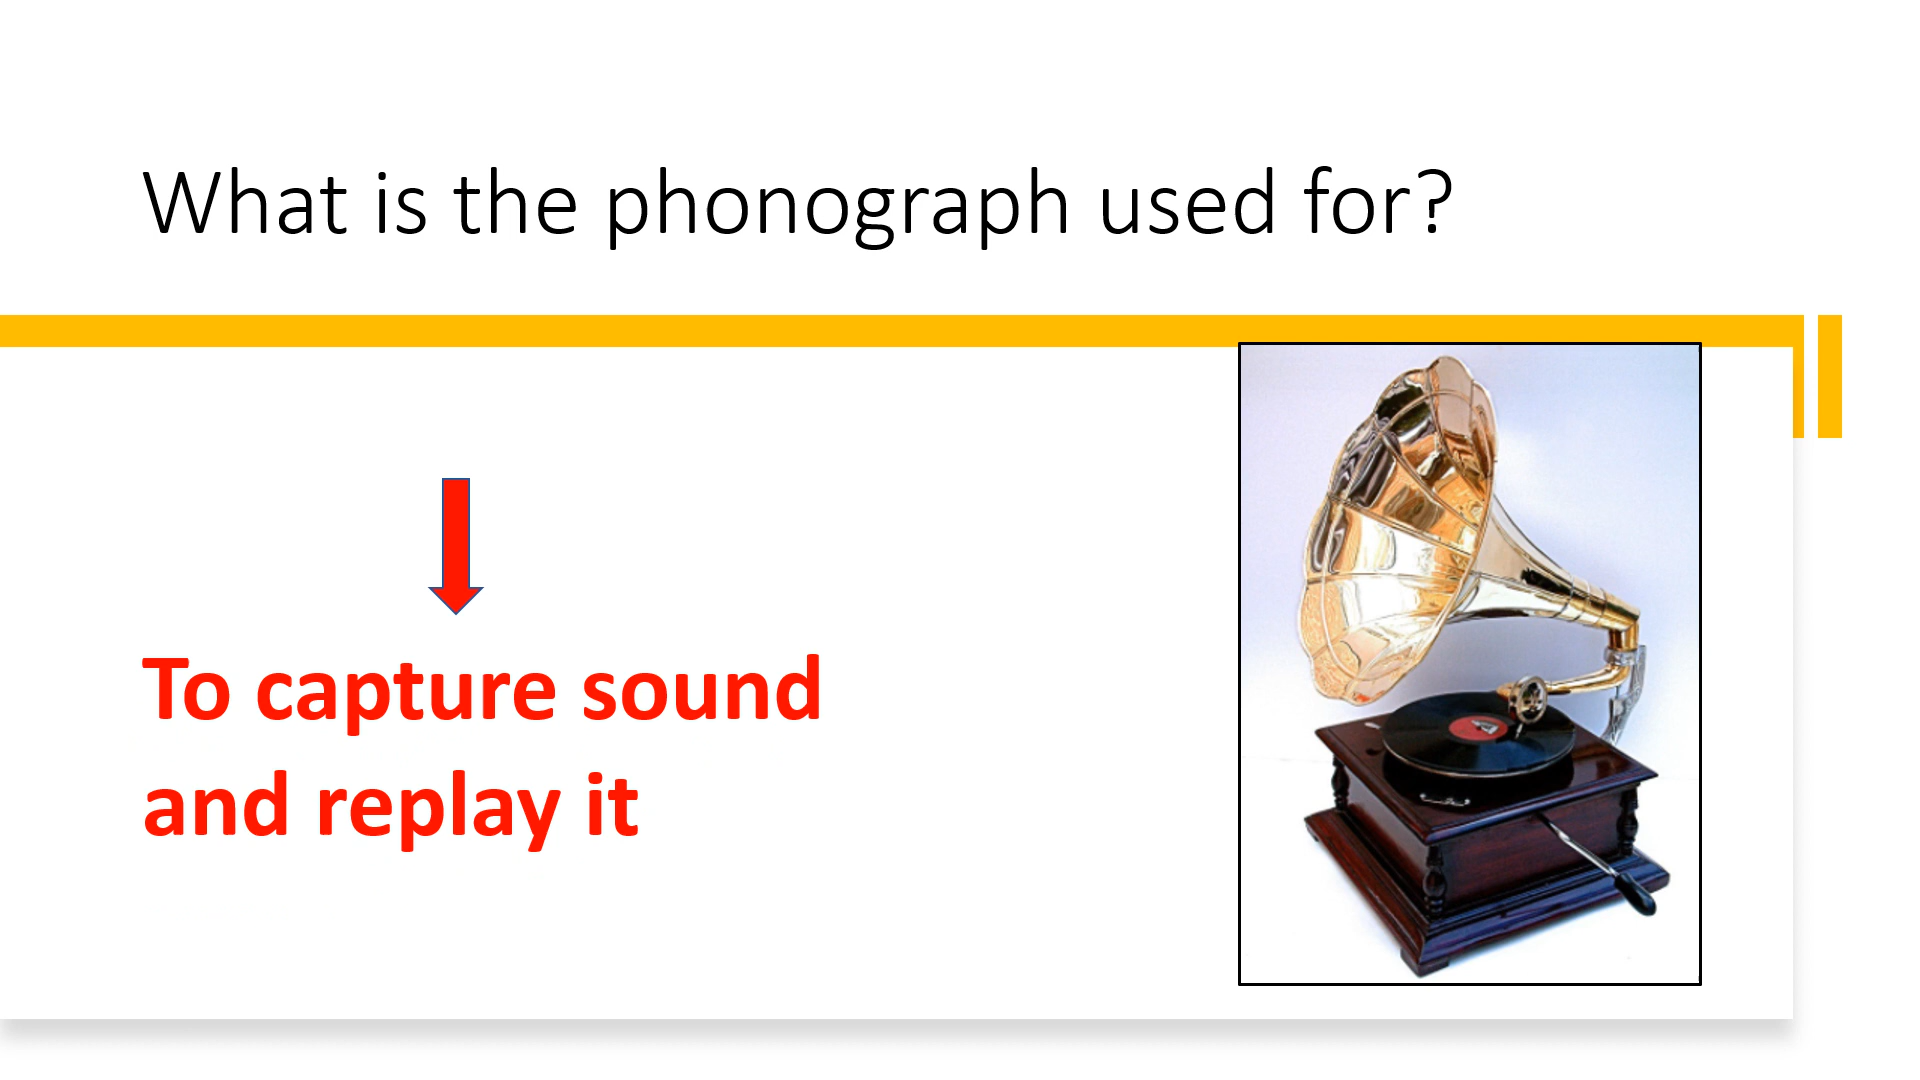 What is the phonograph used for?
To capture sound
and replay it